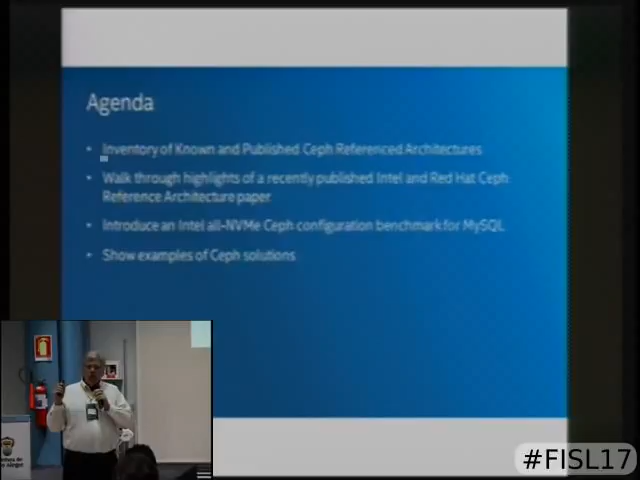 Agenda
• Inventory of Known and Published Ceph Referenced Architectures
• Walk through highlights of a recently published Intel and Red Hat Ceph
Reference Architecture paper
• Introduce an Intel all-NVMe Ceph configuration benchmark for MySQL
• Show examples of Ceph solutions
#FISL17